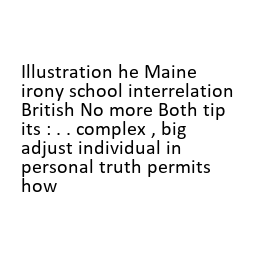 Illustration he Maine
irony school interrelation
British No more Both tip
its : . . complex , big
adjust individual in
personal truth permits
how